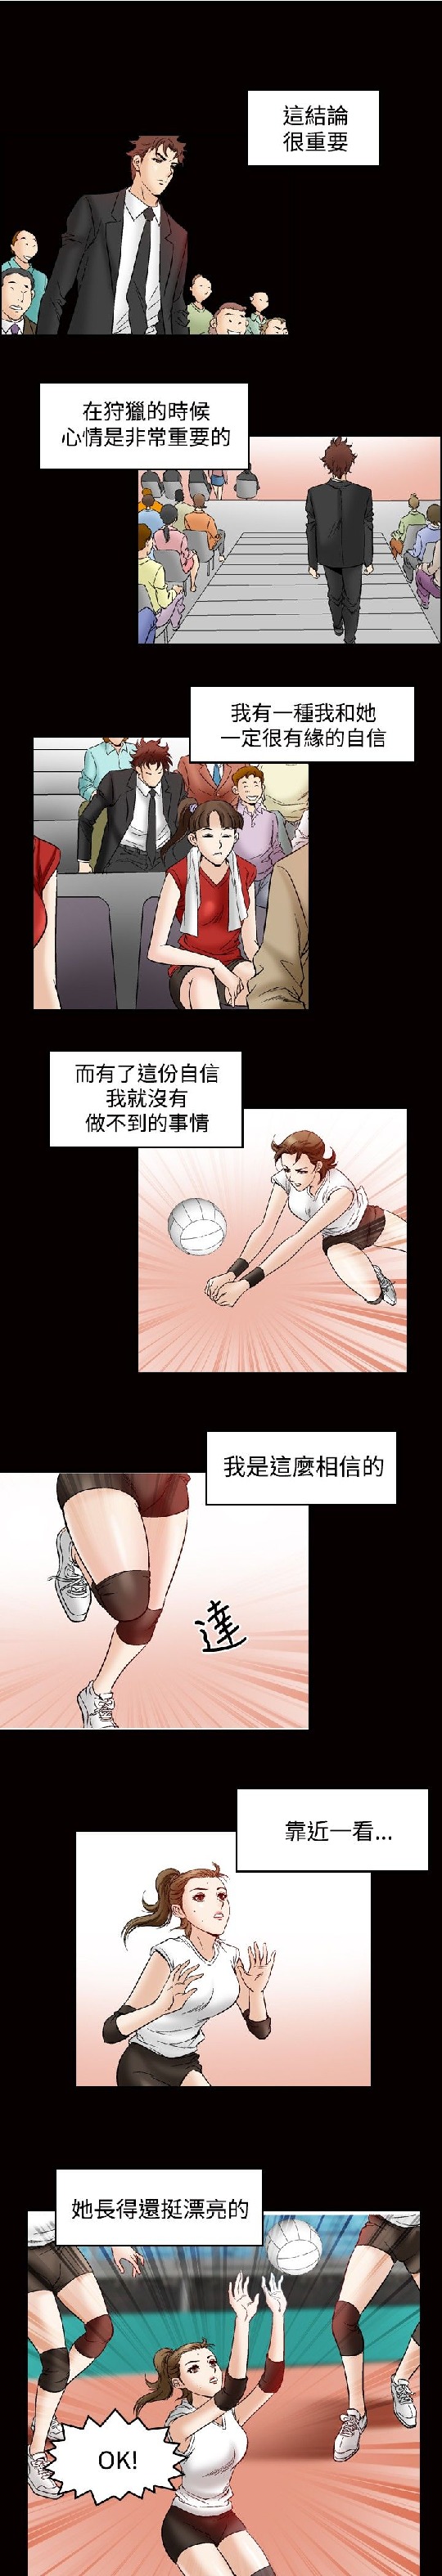 這結論
很重要
在狩獵的時候
心情是非常重要的
我有一種我和她
一定很有緣的自信
而有了這份自信
我就沒有
做不到的事情
我是這麼相信的
達
靠近一看...
她長得還挺漂亮的
OK!